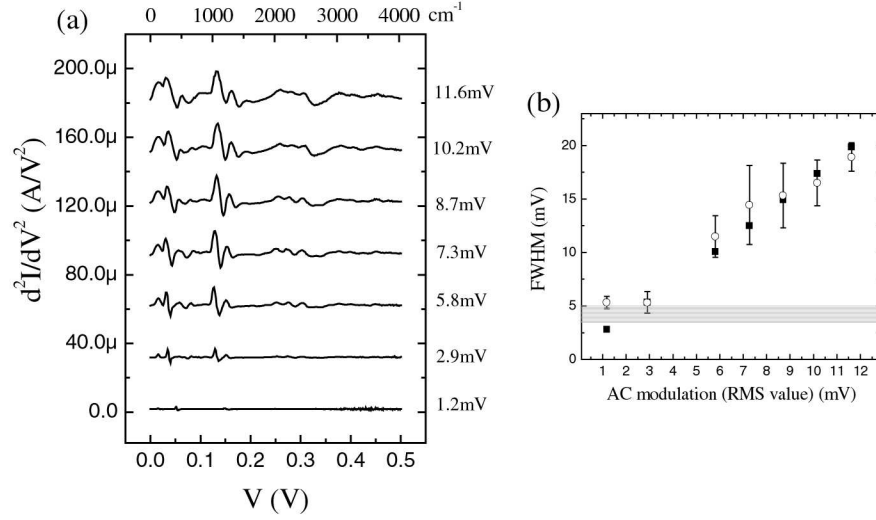 (a)
0 1000 2000 3000 4000 cm⁻¹
200.0µ
160.0µ
120.0µ
80.0µ
40.0µ
0.0
d²I/dV² (A/V²)
11.6mV
10.2mV
8.7mV
7.3mV
5.8mV
2.9mV
1.2mV
0.0 0.1 0.2 0.3 0.4 0.5
V (V)
(b)
20
15
10
5
0
FWHM (mV)
1 2 3 4 5 6 7 8 9 10 11 12
AC modulation (RMS value) (mV)